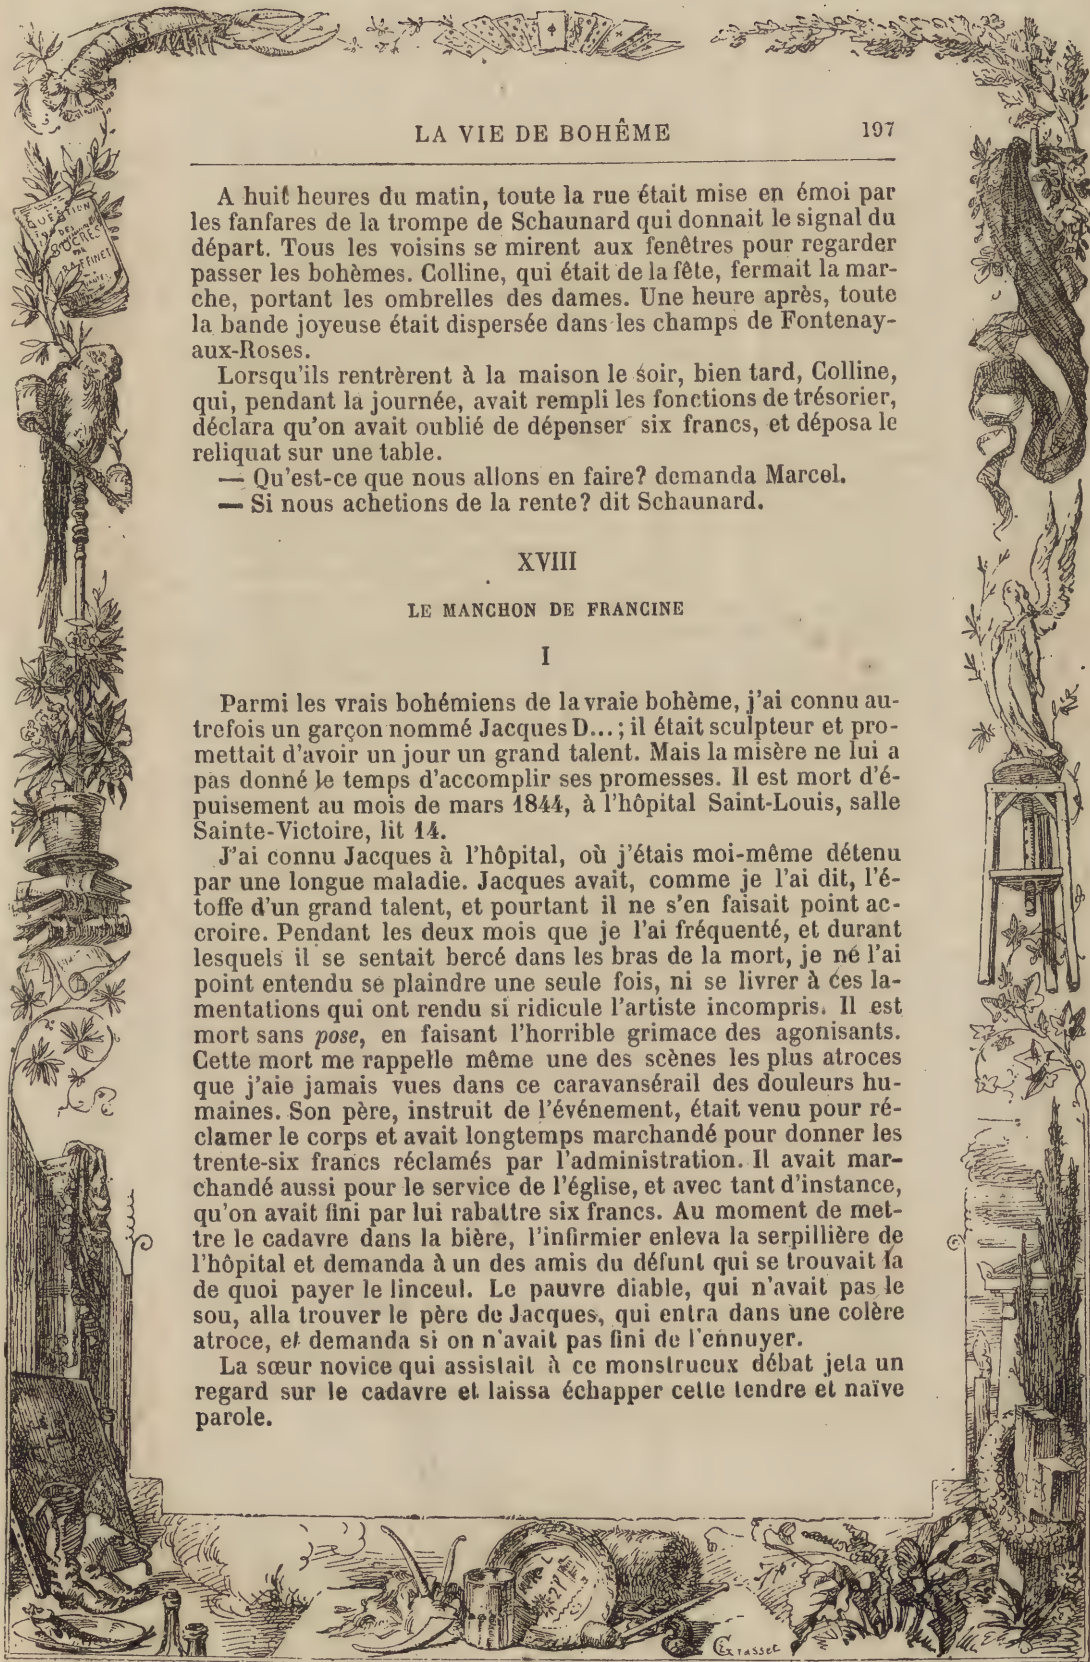 LA VIE DE BOHÊME
197
A huit heures du matin, toute la rue était mise en émoi par
les fanfares de la trompe de Schaunard qui donnait le signal du
départ. Tous les voisins se mirent aux fenêtres pour regarder
passer les bohèmes. Colline, qui était de la fête, fermait la mar-
che, portant les ombrelles des dames. Une heure après, toute
la bande joyeuse était dispersée dans les champs de Fontenay-
aux-Roses.
Lorsqu'ils rentrèrent à la maison le soir, bien tard, Colline,
qui, pendant la journée, avait rempli les fonctions de trésorier,
déclara qu'on avait oublié de dépenser six francs, et déposa le
reliquat sur une table.
— Qu'est-ce que nous allons en faire? demanda Marcel.
— Si nous achetions de la rente? dit Schaunard.
XVIII
LE MANCHON DE FRANCINE
I
Parmi les vrais bohémiens de la vraie bohème, j'ai connu au-
trefois un garçon nommé Jacques D...; il était sculpteur et pro-
mettait d'avoir un jour un grand talent. Mais la misère ne lui a
pas donné le temps d'accomplir ses promesses. Il est mort d'é-
puisement au mois de mars 1844, à l'hôpital Saint-Louis, salle
Sainte-Victoire, lit 14.
J'ai connu Jacques à l'hôpital, où j'étais moi-même détenu
par une longue maladie. Jacques avait, comme je l'ai dit, l'é-
toffe d'un grand talent, et pourtant il ne s'en faisait point ac-
croire. Pendant les deux mois que je l'ai fréquenté, et durant
lesquels il se sentait bercé dans les bras de la mort, je ne l'ai
point entendu se plaindre une seule fois, ni se livrer à ces la-
mentations qui ont rendu si ridicule l'artiste incompris. Il est
mort sans pose, en faisant l'horrible grimace des agonisants.
Cette mort me rappelle même une des scènes les plus atroces
que j'aie jamais vues dans ce caravansérail des douleurs hu-
maines. Son père, instruit de l'événement, était venu pour ré-
clamer le corps et avait longtemps marchandé pour donner les
trente-six francs réclamés par l'administration. Il avait mar-
chandé aussi pour le service de l'église, et avec tant d'instance,
qu'on avait fini par lui rabattre six francs. Au moment de met-
tre le cadavre dans la bière, l'infirmier enleva la serpillière de
l'hôpital et demanda à un des amis du défunt qui se trouvait là
de quoi payer le linceul. Le pauvre diable, qui n'avait pas le
sou, alla trouver le père de Jacques, qui entra dans une colère
atroce, et demanda si on n'avait pas fini de l'ennuyer.
La sœur novice qui assistait à ce monstrueux débat jeta un
regard sur le cadavre et laissa échapper cette tendre et naïve
parole.
QUESTION
DES
SUCRES
RAFFINET
Grasset